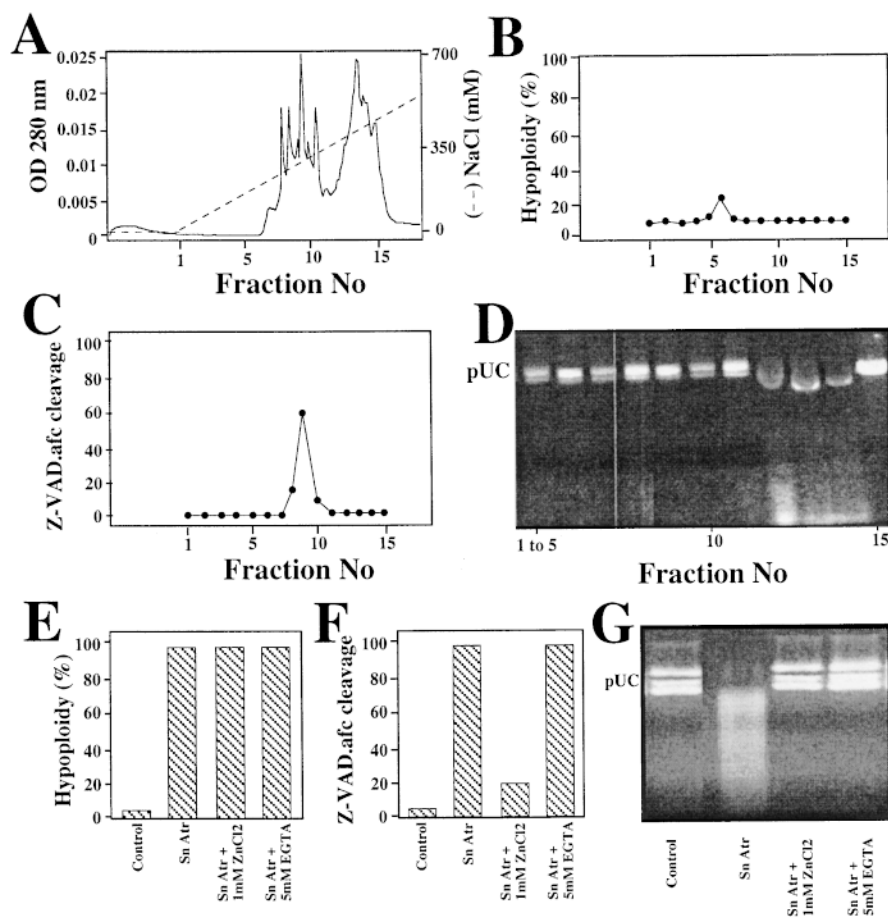 A
OD 280 nm
0.025
0.02
0.015
0.01
0.005
0
700
350
0
(- -) NaCl (mM)
1
5
10
15
Fraction No
B
Hypoploidy (%)
100
80
60
40
20
0
1
5
10
15
Fraction No
C
Z-VAD.afc cleavage
100
80
60
40
20
0
1
5
10
15
Fraction No
D
pUC
1 to 5
10
15
Fraction No
E
Hypoploidy (%)
100
80
60
40
20
0
Control
Sn Atr
Sn Atr +
1mM ZnCl2
Sn Atr +
5mM EGTA
F
Z-VAD.afc cleavage
100
80
60
40
20
0
Control
Sn Atr
Sn Atr +
1mM ZnCl2
Sn Atr +
5mM EGTA
G
pUC
Control
Sn Atr
Sn Atr +
1mM ZnCl2
Sn Atr +
5mM EGTA